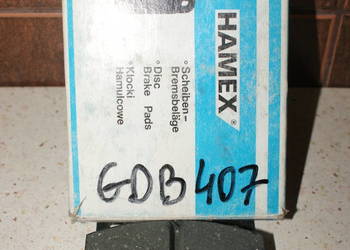 HAMEX®
° Scheiben-
Bremsbeläge
° Disc
Brake Pads
° Klocki
Hamulcowe
GDB 407